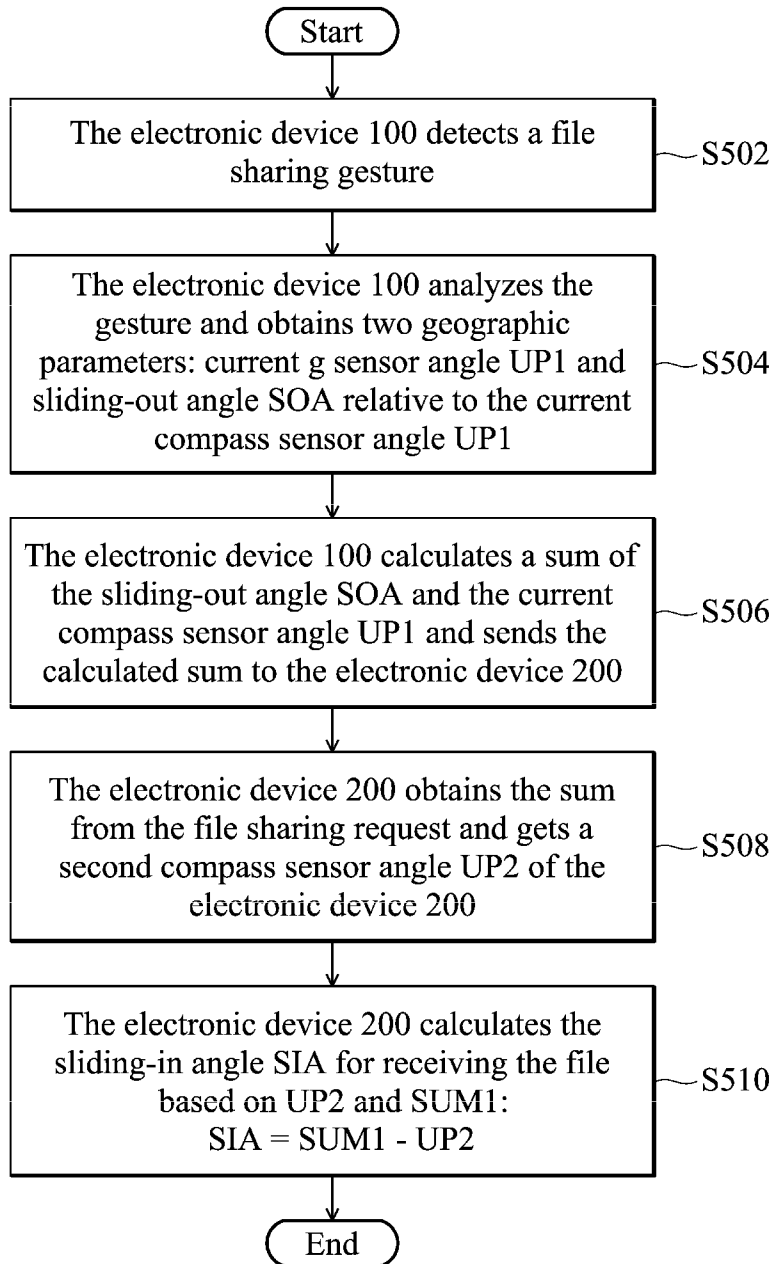 Start
The electronic device 100 detects a file
sharing gesture
S502
The electronic device 100 analyzes the
gesture and obtains two geographic
parameters: current g sensor angle UP1 and
sliding-out angle SOA relative to the current
compass sensor angle UP1
S504
The electronic device 100 calculates a sum of
the sliding-out angle SOA and the current
compass sensor angle UP1 and sends the
calculated sum to the electronic device 200
S506
The electronic device 200 obtains the sum
from the file sharing request and gets a
second compass sensor angle UP2 of the
electronic device 200
S508
The electronic device 200 calculates the
sliding-in angle SIA for receiving the file
based on UP2 and SUM1:
SIA = SUM1 - UP2
S510
End